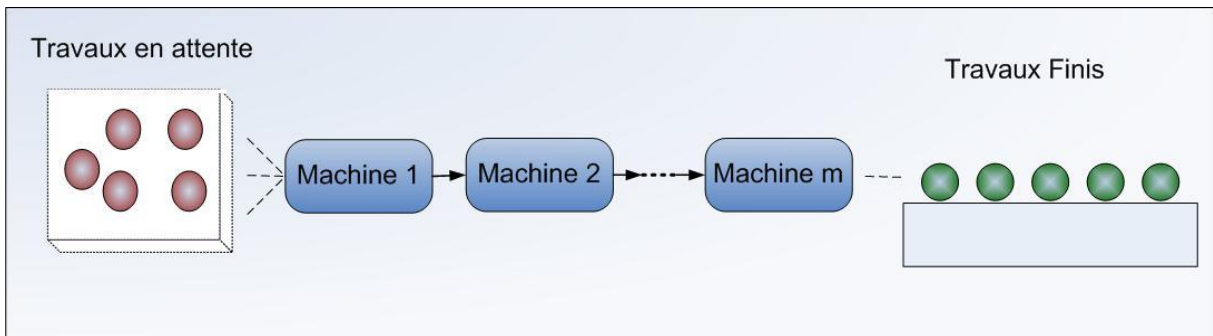 Travaux en attente
Travaux Finis
Machine 1
Machine 2
Machine m